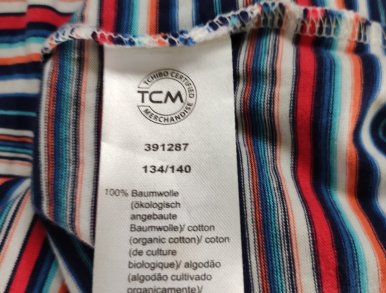 TCHIBO CERTIFIED
TCM
MERCHANDISE
391287
134/140
100% Baumwolle
(ökologisch
angebaute
Baumwolle)/ cotton
(organic cotton)/ coton
(de culture
biologique)/ algodão
(algodão cultivado
organicamente)/